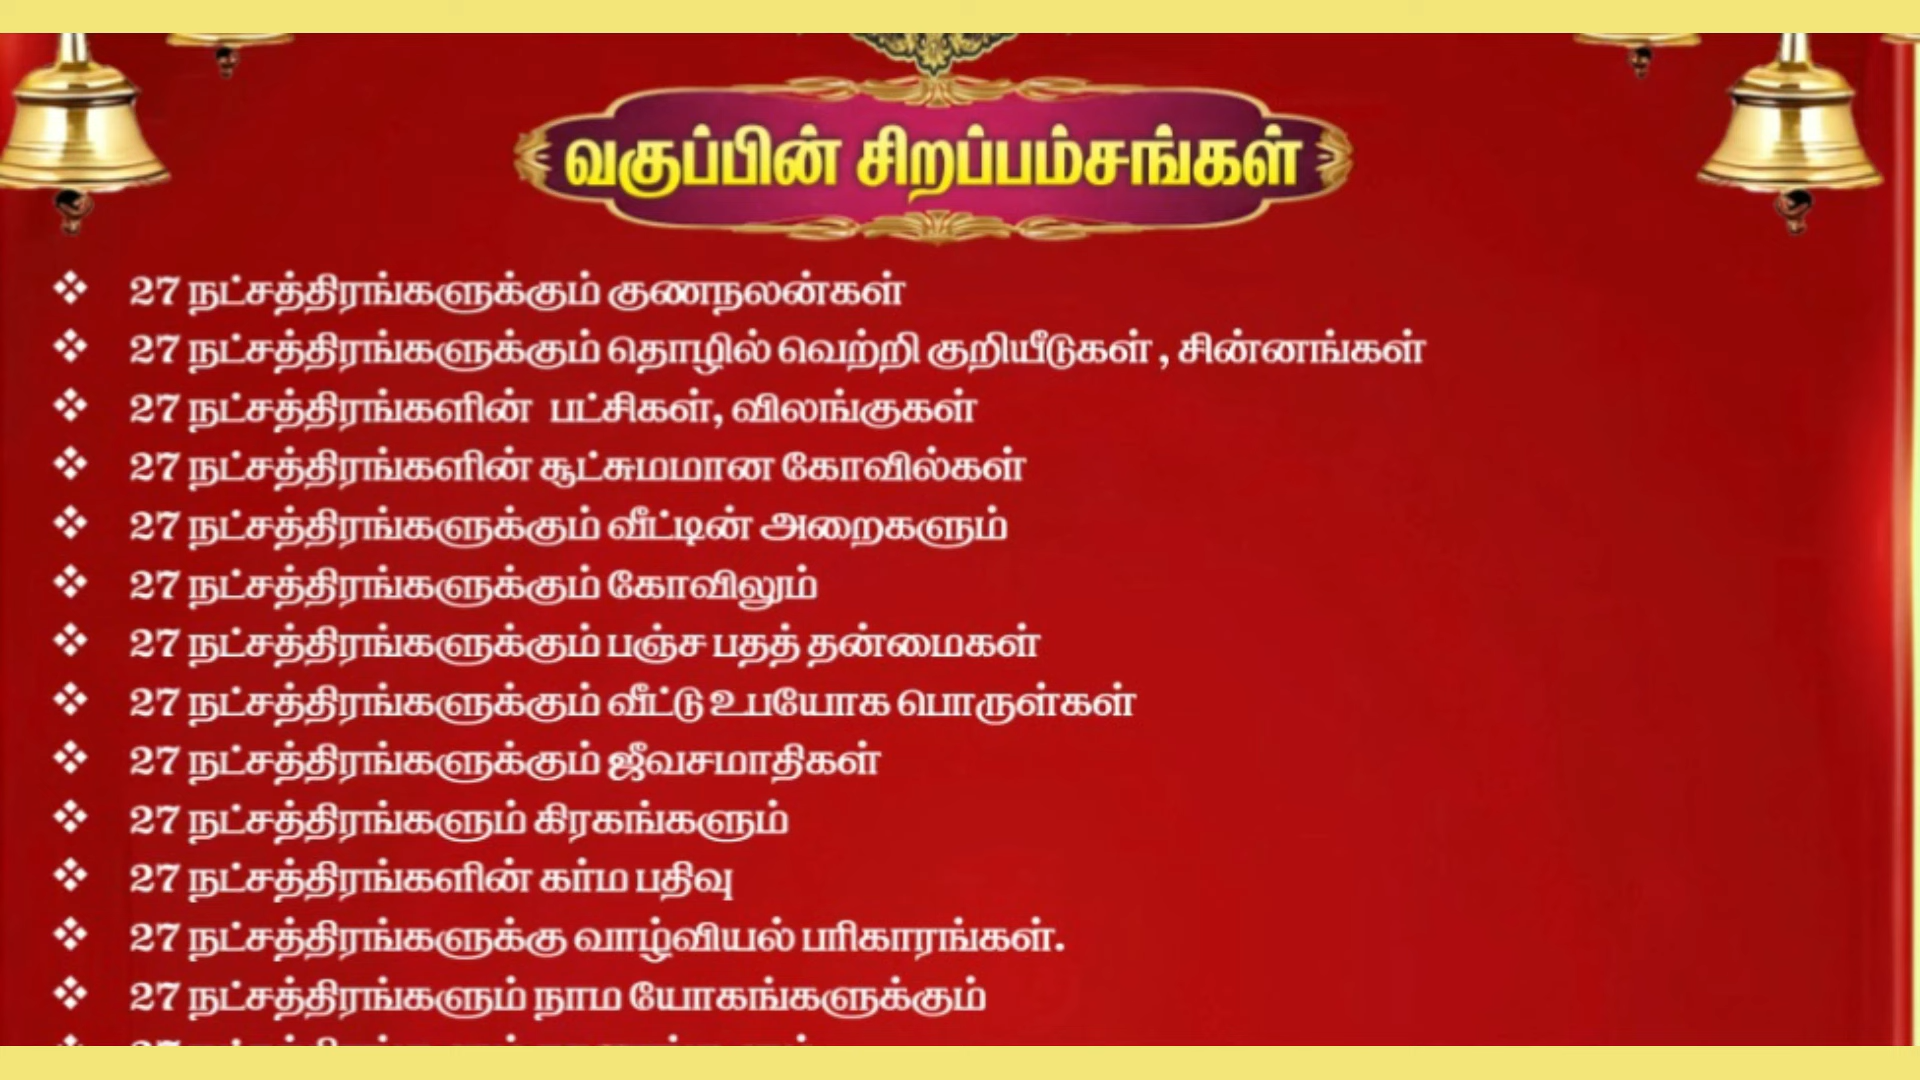 வகுப்பின் சிறப்பம்சங்கள்
27 நட்சத்திரங்களுக்கும் குணநலன்கள்
27 நட்சத்திரங்களுக்கும் தொழில் வெற்றி குறியீடுகள் , சின்னங்கள்
27 நட்சத்திரங்களின் பட்சிகள், விலங்குகள்
27 நட்சத்திரங்களின் சூட்சுமமான கோவில்கள்
27 நட்சத்திரங்களுக்கும் வீட்டின் அறைகளும்
27 நட்சத்திரங்களுக்கும் கோவிலும்
27 நட்சத்திரங்களுக்கும் பஞ்ச பதத் தன்மைகள்
27 நட்சத்திரங்களுக்கும் வீட்டு உபயோக பொருள்கள்
27 நட்சத்திரங்களுக்கும் ஜீவசமாதிகள்
27 நட்சத்திரங்களும் கிரகங்களும்
27 நட்சத்திரங்களின் கர்ம பதிவு
27 நட்சத்திரங்களுக்கு வாழ்வியல் பரிகாரங்கள்.
27 நட்சத்திரங்களும் நாம யோகங்களுக்கும்